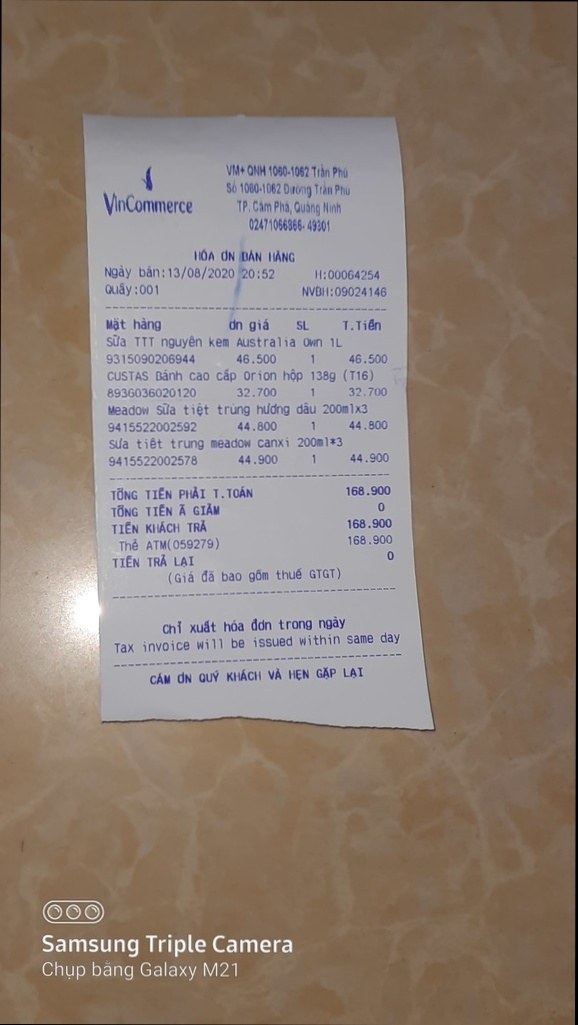 VinCommerce
VM+ QNH 1060-1062 Trần Phú
Số 1060-1062 Đường Trần Phú
TP. Cẩm Phả, Quảng Ninh
02471066866- 49301
HÓA ƠN BÁN HÀNG
Ngày bán:13/08/2020 20:52 H:00064254
Quầy:001 NVBH:09024146
Mặt hàng ơn giá SL T.Tiền
Sữa TTT nguyên kem Australia Own 1L
9315090206944 46.500 1 46.500
CUSTAS Bánh cao cấp Orion hộp 138g (T16)
8936036020120 32.700 1 32.700
Meadow Sữa tiệt trùng hương dâu 200mlx3
9415522002592 44.800 1 44.800
Sưa tiêt trung meadow canxi 200ml*3
9415522002578 44.900 1 44.900
TỔNG TIỀN PHẢI T.TOÁN 168.900
TỔNG TIỀN Ã GIẢM 0
TIỀN KHÁCH TRẢ 168.900
Thẻ ATM(059279) 168.900
TIỀN TRẢ LẠI 0
(Giá đã bao gồm thuế GTGT)
Chỉ xuất hóa đơn trong ngày
Tax invoice will be issued within same day
CẢM ƠN QUÝ KHÁCH VÀ HẸN GẶP LẠI
Samsung Triple Camera
Chụp bằng Galaxy M21